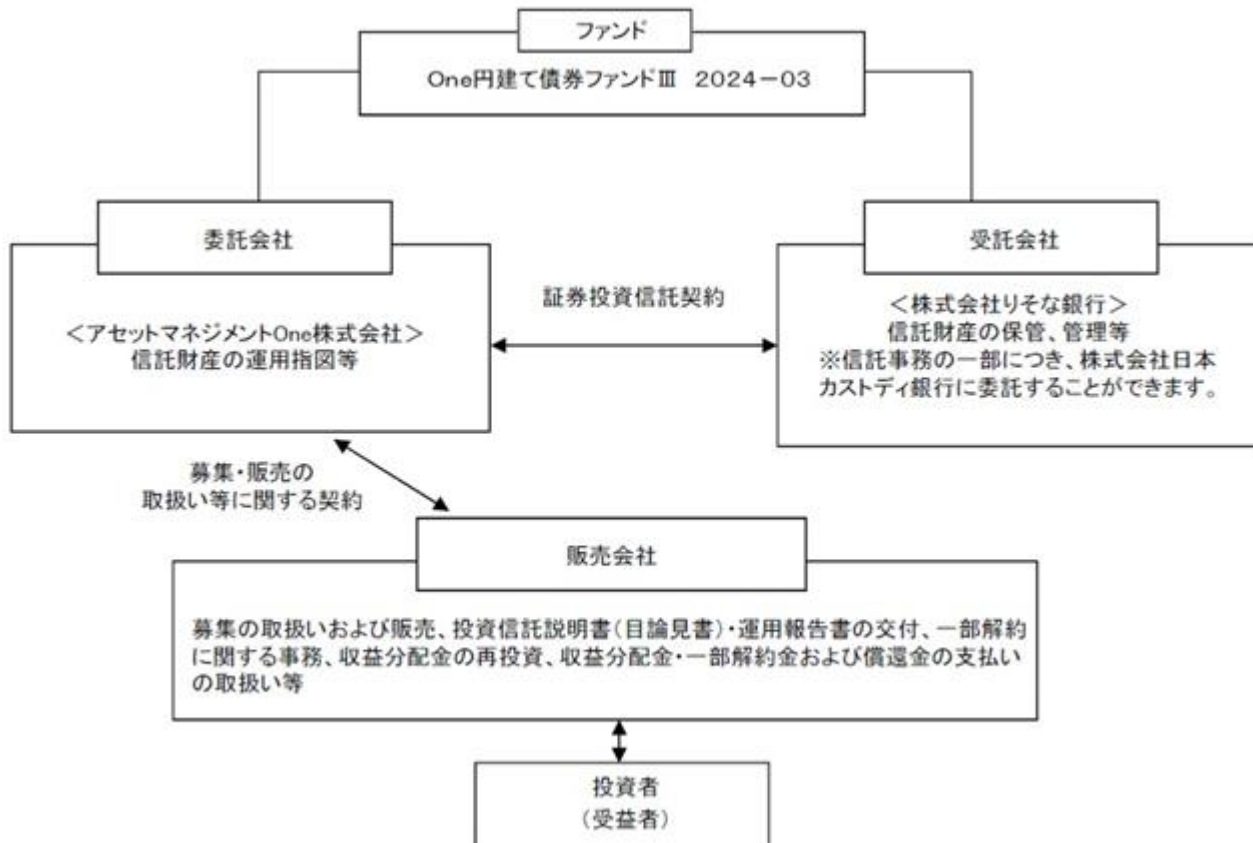 ファンド
One円建て債券ファンドⅢ 2024-03
委託会社
<アセットマネジメントOne株式会社>
信託財産の運用指図等
証券投資信託契約
受託会社
<株式会社りそな銀行>
信託財産の保管、管理等
※信託事務の一部につき、株式会社日本
カストディ銀行に委託することができます。
募集・販売の
取扱い等に関する契約
販売会社
募集の取扱いおよび販売、投資信託説明書(目論見書)・運用報告書の交付、一部解約
に関する事務、収益分配金の再投資、収益分配金・一部解約金および償還金の支払い
の取扱い等
投資者
(受益者)